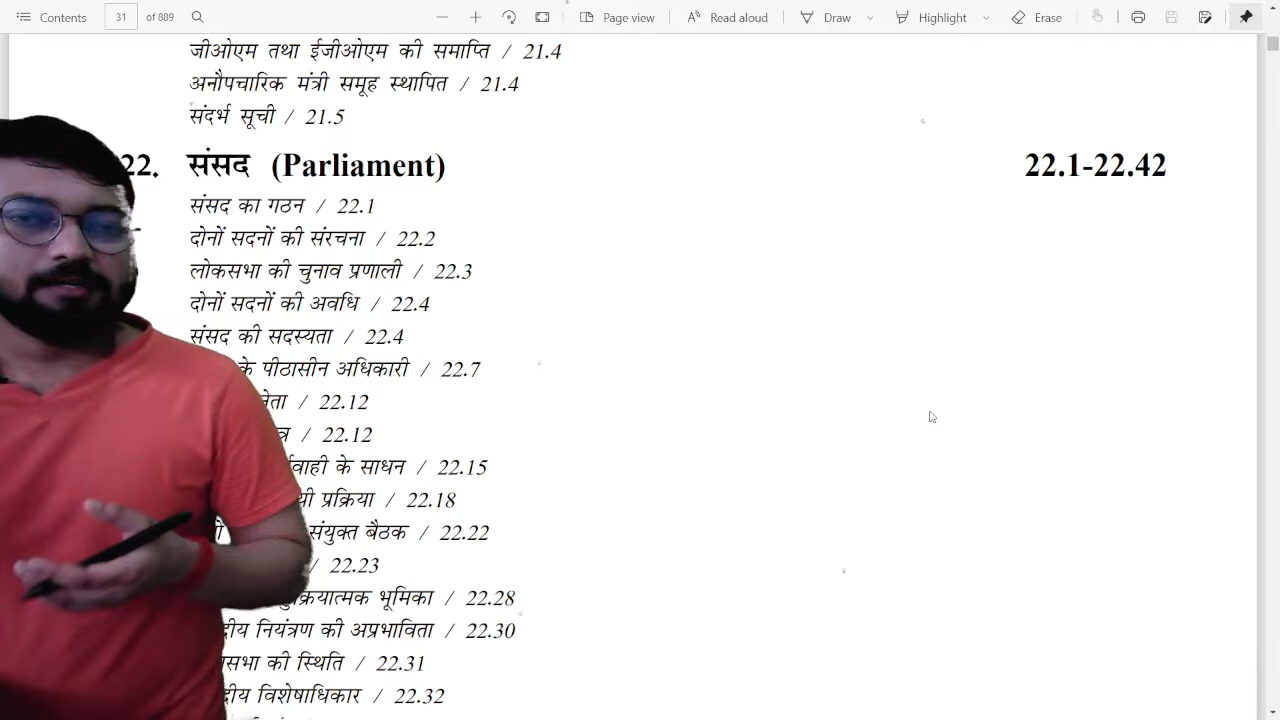 Contents 31 of 889 Page view Read aloud Draw Highlight Erase
जीओएम तथा ईजीओएम की समाप्ति / 21.4
अनौपचारिक मंत्री समूह स्थापित / 21.4
संदर्भ सूची / 21.5
22. संसद (Parliament) 22.1-22.42
संसद का गठन / 22.1
दोनों सदनों की संरचना / 22.2
लोकसभा की चुनाव प्रणाली / 22.3
दोनों सदनों की अवधि / 22.4
संसद की सदस्यता / 22.4
के पीठासीन अधिकारी / 22.7
/ 22.12
/ 22.12
के साधन / 22.15
प्रक्रिया / 22.18
संयुक्त बैठक / 22.22
/ 22.23
भूमिका / 22.28
नियंत्रण की अप्रभाविता / 22.30
की स्थिति / 22.31
विशेषाधिकार / 22.32